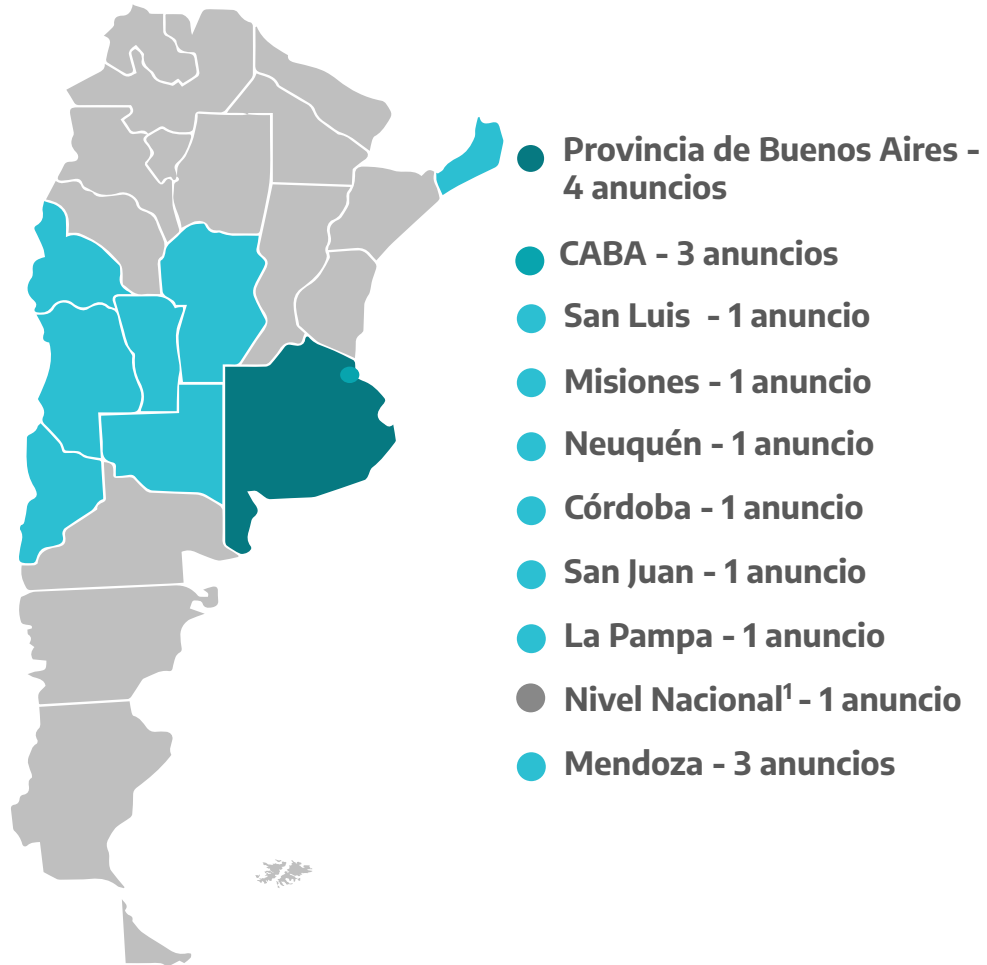 Provincia de Buenos Aires -
4 anuncios
CABA - 3 anuncios
San Luis - 1 anuncio
Misiones - 1 anuncio
Neuquén - 1 anuncio
Córdoba - 1 anuncio
San Juan - 1 anuncio
La Pampa - 1 anuncio
Nivel Nacional¹ - 1 anuncio
Mendoza - 3 anuncios